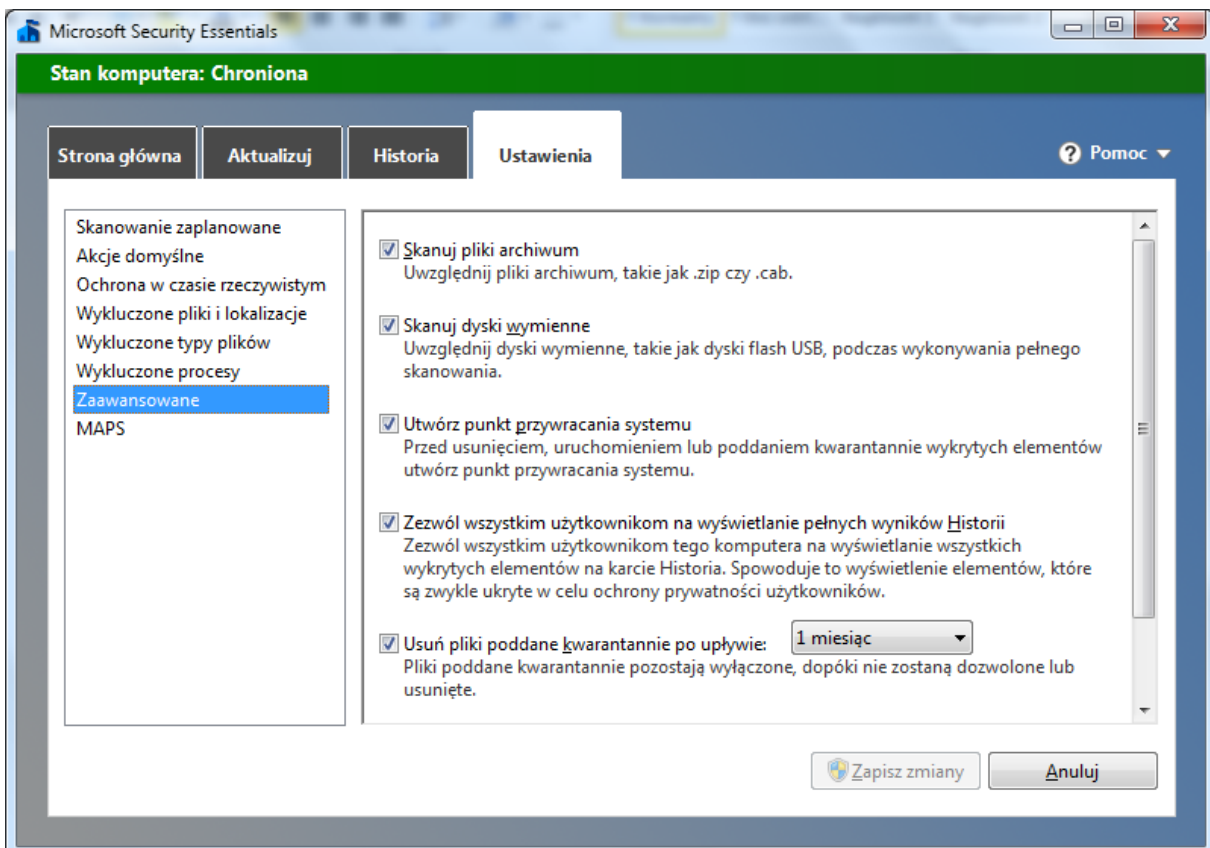 Microsoft Security Essentials
Stan komputera: Chroniona
Strona główna
Aktualizuj
Historia
Ustawienia
Pomoc
Skanowanie zaplanowane
Akcje domyślne
Ochrona w czasie rzeczywistym
Wykluczone pliki i lokalizacje
Wykluczone typy plików
Wykluczone procesy
Zaawansowane
MAPS
Skanuj pliki archiwum
Uwzględnij pliki archiwum, takie jak .zip czy .cab.
Skanuj dyski wymienne
Uwzględnij dyski wymienne, takie jak dyski flash USB, podczas wykonywania pełnego
skanowania.
Utwórz punkt przywracania systemu
Przed usunięciem, uruchomieniem lub poddaniem kwarantannie wykrytych elementów
utwórz punkt przywracania systemu.
Zezwól wszystkim użytkownikom na wyświetlanie pełnych wyników Historii
Zezwól wszystkim użytkownikom tego komputera na wyświetlanie wszystkich
wykrytych elementów na karcie Historia. Spowoduje to wyświetlenie elementów, które
są zwykle ukryte w celu ochrony prywatności użytkowników.
Usuń pliki poddane kwarantannie po upływie: 1 miesiąc
Pliki poddane kwarantannie pozostają wyłączone, dopóki nie zostaną dozwolone lub
usunięte.
Zapisz zmiany
Anuluj